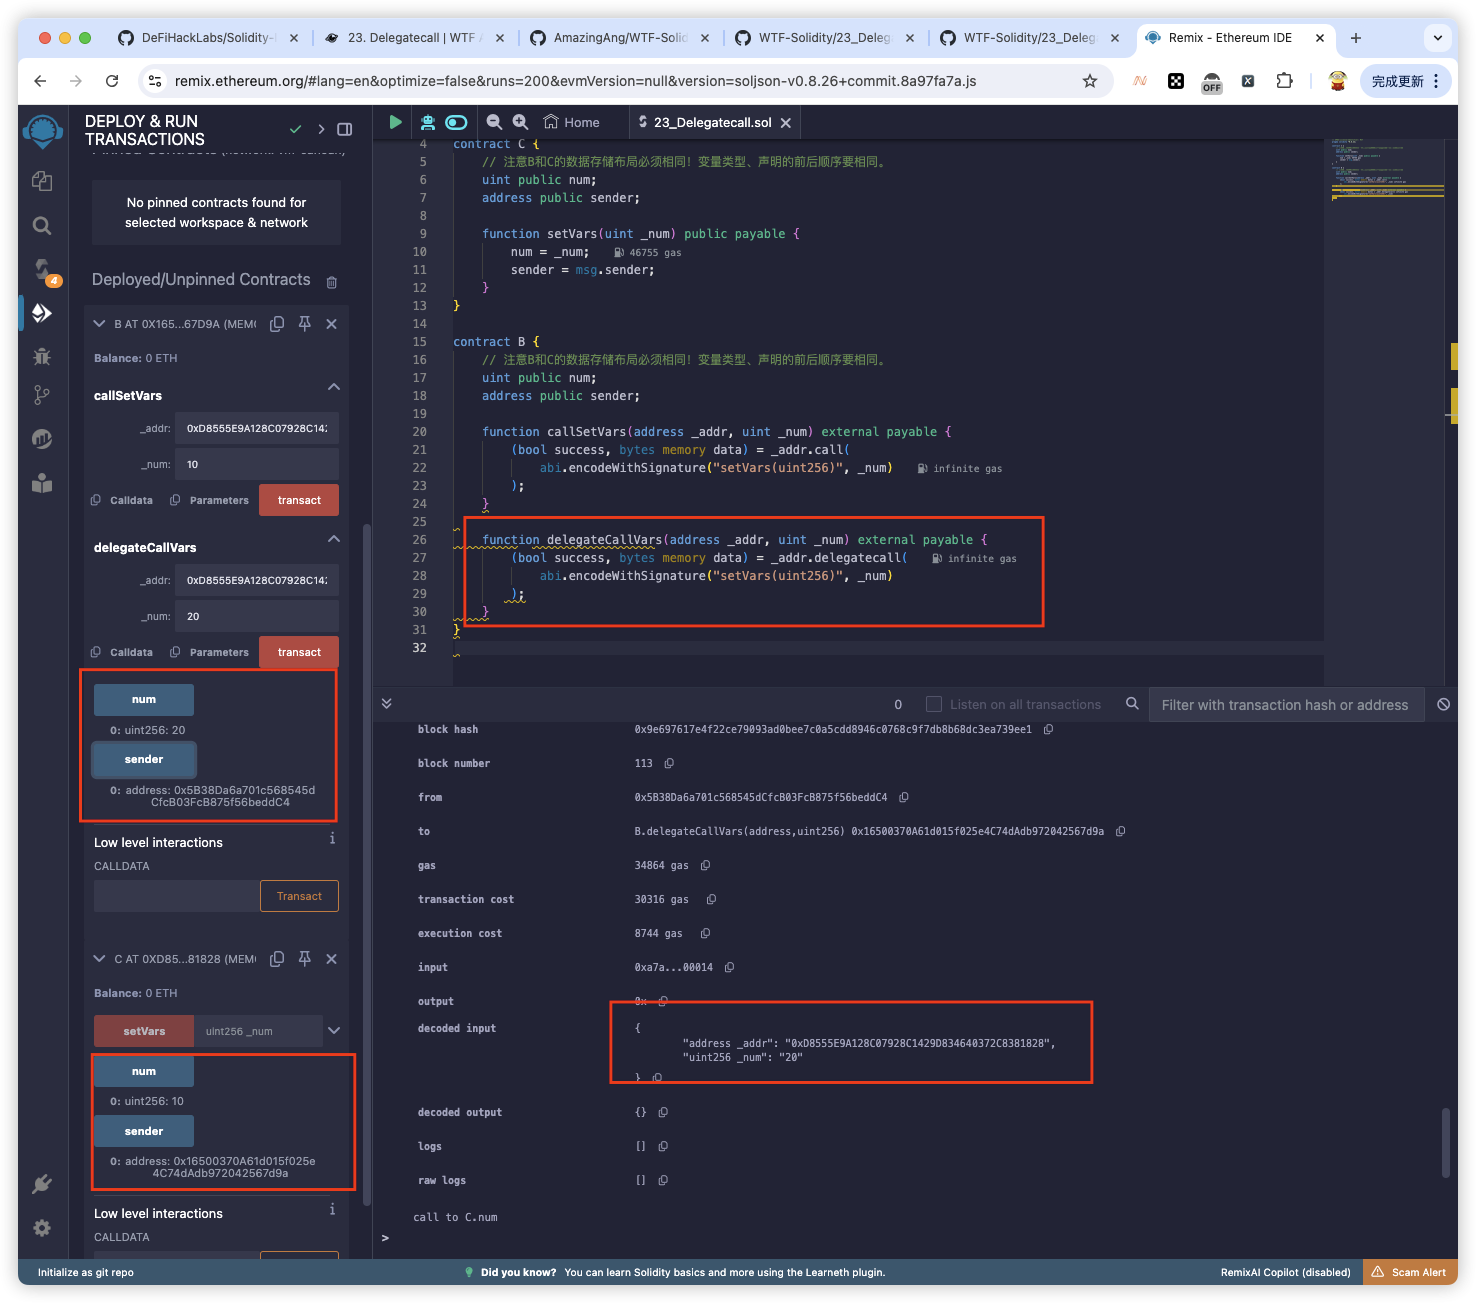 DeFiHackLabs/Solidity-
23. Delegatecall | WTF
AmazingAng/WTF-Solid
WTF-Solidity/23_Deleg
WTF-Solidity/23_Deleg
Remix - Ethereum IDE
remix.ethereum.org/#lang=en&optimize=false&runs=200&evmVersion=null&version=soljson-v0.8.26+commit.8a97fa7a.js
OFF
完成更新
DEPLOY & RUN
TRANSACTIONS
No pinned contracts found for
selected workspace & network
Deployed/Unpinned Contracts
4
B AT 0X165...67D9A (MEM
Balance: 0 ETH
callSetVars
_addr: 0xD8555E9A128C07928C14
_num: 10
Calldata Parameters transact
delegateCallVars
_addr: 0xD8555E9A128C07928C14
_num: 20
Calldata Parameters transact
num
0: uint256: 20
sender
0: address: 0x5B38Da6a701c568545d
CfcB03FcB875f56beddC4
Low level interactions
CALLDATA
Transact
C AT 0XD85...81828 (MEM
Balance: 0 ETH
setVars uint256 _num
num
0: uint256: 10
sender
0: address: 0x16500370A61d015f025e
4C74dAdb972042567d9a
Low level interactions
CALLDATA
Home
23_Delegatecall.sol
4 contract C {
5 // 注意B和C的数据存储布局必须相同！变量类型、声明的前后顺序要相同。
6 uint public num;
7 address public sender;
8
9 function setVars(uint _num) public payable {
10 num = _num; 46755 gas
11 sender = msg.sender;
12 }
13 }
14
15 contract B {
16 // 注意B和C的数据存储布局必须相同！变量类型、声明的前后顺序要相同。
17 uint public num;
18 address public sender;
19
20 function callSetVars(address _addr, uint _num) external payable {
21 (bool success, bytes memory data) = _addr.call(
22 abi.encodeWithSignature("setVars(uint256)", _num) infinite gas
23 );
24 }
25
26 function delegateCallVars(address _addr, uint _num) external payable {
27 (bool success, bytes memory data) = _addr.delegatecall( infinite gas
28 abi.encodeWithSignature("setVars(uint256)", _num)
29 );
30 }
31 }
32
0 Listen on all transactions Filter with transaction hash or address
block hash 0x9e697617e4f22ce79093ad0bee7c0a5cdd8946c0768c9f7db8b68dc3ea739ee1
block number 113
from 0x5B38Da6a701c568545dCfcB03FcB875f56beddC4
to B.delegateCallVars(address,uint256) 0x16500370A61d015f025e4C74dAdb972042567d9a
gas 34864 gas
transaction cost 30316 gas
execution cost 8744 gas
input 0xa7a...00014
output 0x
decoded input {
"address _addr": "0xD8555E9A128C07928C1429D834640372C8381828",
"uint256 _num": "20"
}
decoded output {}
logs []
raw logs []
call to C.num
>
Initialize as git repo
Did you know? You can learn Solidity basics and more using the Learneth plugin.
RemixAI Copilot (disabled)
Scam Alert